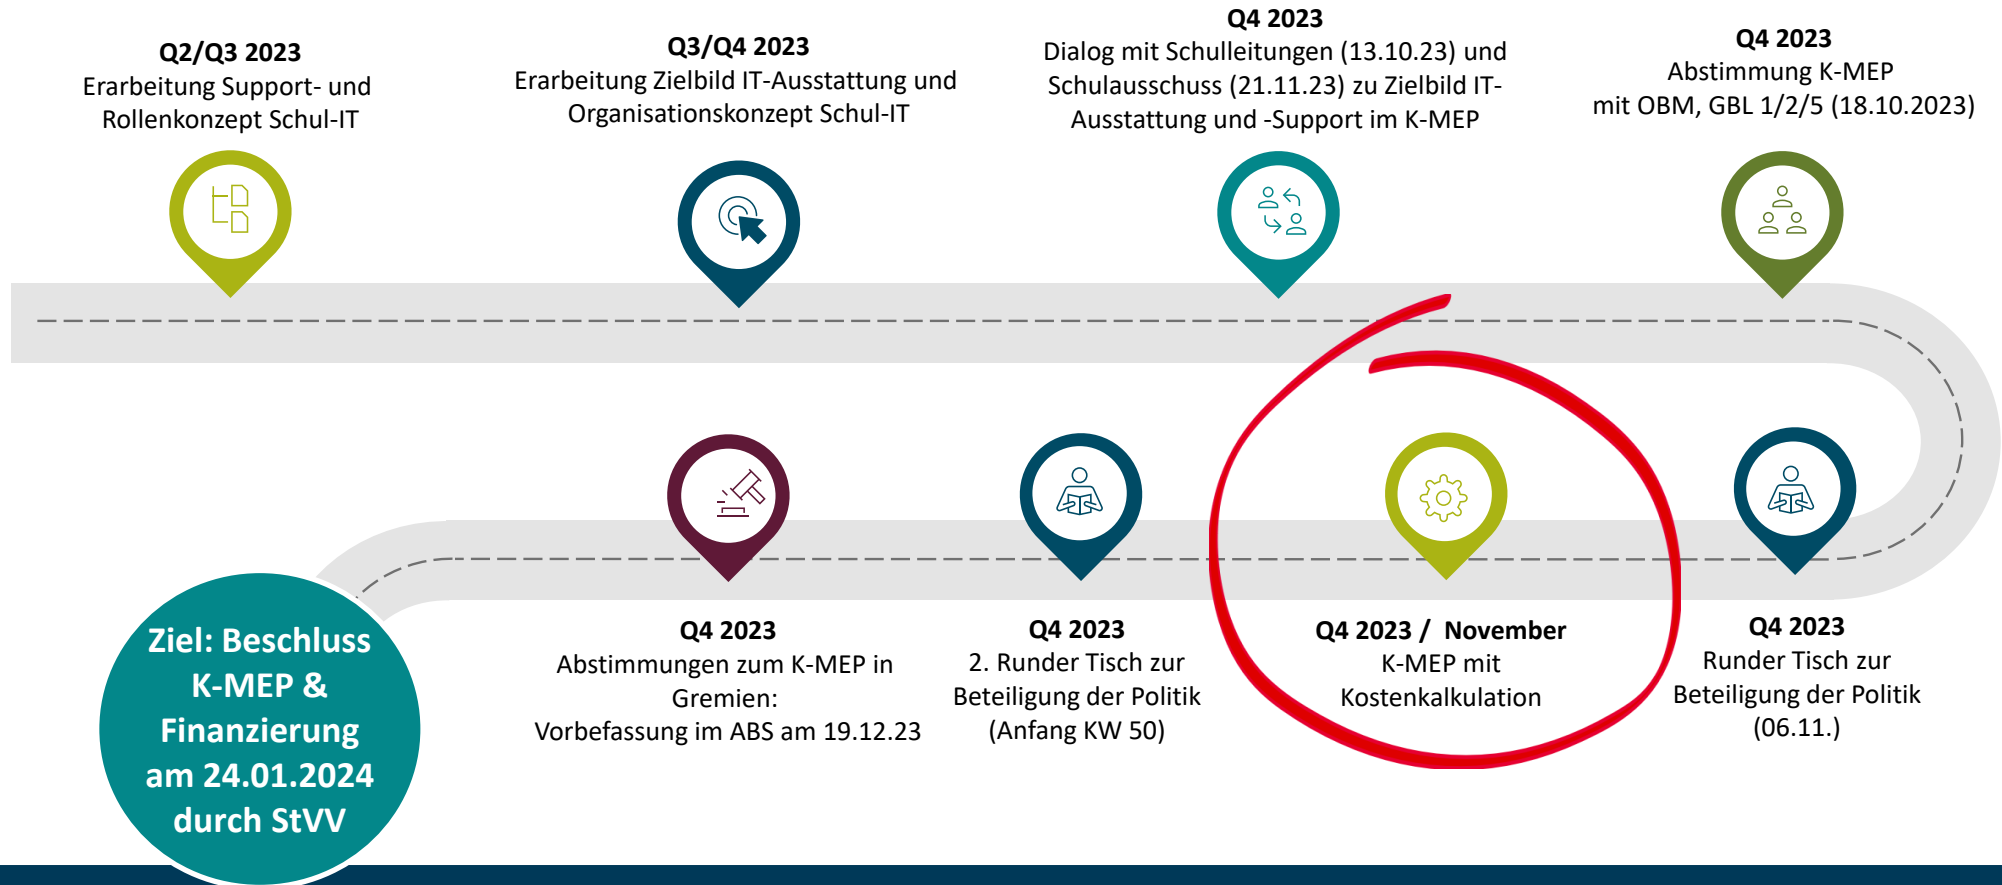 Q2/Q3 2023
Erarbeitung Support- und
Rollenkonzept Schul-IT
Q3/Q4 2023
Erarbeitung Zielbild IT-Ausstattung und
Organisationskonzept Schul-IT
Q4 2023
Dialog mit Schulleitungen (13.10.23) und
Schulausschuss (21.11.23) zu Zielbild IT-
Ausstattung und -Support im K-MEP
Q4 2023
Abstimmung K-MEP
mit OBM, GBL 1/2/5 (18.10.2023)
Q4 2023
Runder Tisch zur
Beteiligung der Politik
(06.11.)
Q4 2023 / November
K-MEP mit
Kostenkalkulation
Q4 2023
2. Runder Tisch zur
Beteiligung der Politik
(Anfang KW 50)
Q4 2023
Abstimmungen zum K-MEP in
Gremien:
Vorbefassung im ABS am 19.12.23
Ziel: Beschluss
K-MEP &
Finanzierung
am 24.01.2024
durch StVV